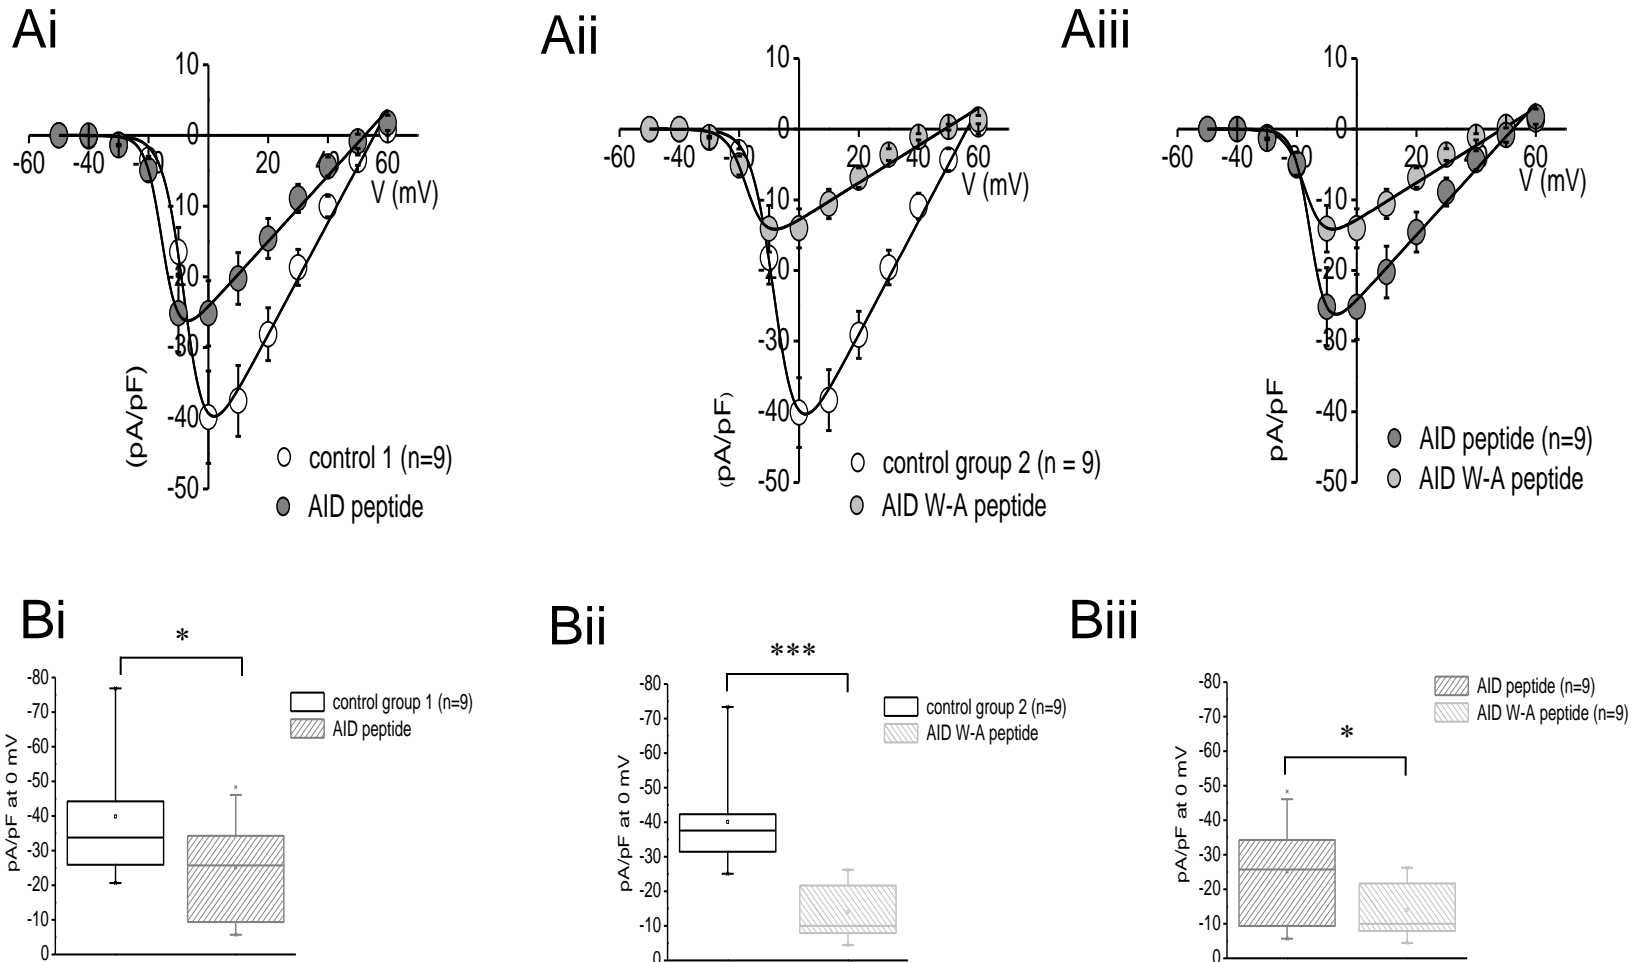 Ai
Aii
Aiii
10
0
-60
-40
-20
20
40
60
V (mV)
-10
-20
-30
-40
-50
(pA/pF)
control 1 (n=9)
AID peptide
10
0
-60
-40
-20
20
40
60
V (mV)
-10
-20
-30
-40
-50
(pA/pF)
control group 2 (n = 9)
AID W-A peptide
10
0
-60
-40
-20
20
40
60
V (mV)
-10
-20
-30
-40
-50
pA/pF
AID peptide (n=9)
AID W-A peptide
Bi
*
-80
-70
-60
-50
-40
-30
-20
-10
0
pA/pF at 0 mV
control group 1 (n=9)
AID peptide
Bii
***
-80
-70
-60
-50
-40
-30
-20
-10
0
pA/pF at 0 mV
control group 2 (n=9)
AID W-A peptide
Biii
*
-80
-70
-60
-50
-40
-30
-20
-10
0
pA/pF at 0 mV
AID peptide (n=9)
AID W-A peptide (n=9)